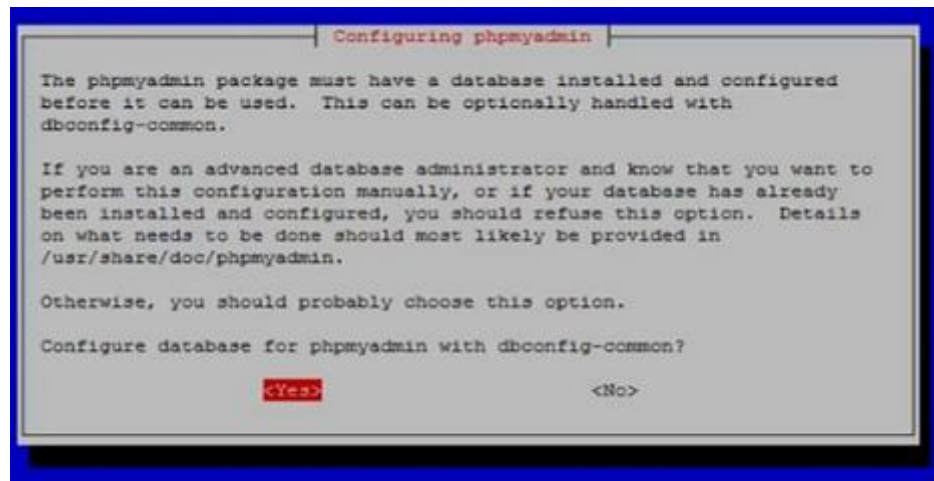 Configuring phpmyadmin
The phpmyadmin package must have a database installed and configured
before it can be used.  This can be optionally handled with
dbconfig-common.
If you are an advanced database administrator and know that you want to
perform this configuration manually, or if your database has already
been installed and configured, you should refuse this option.  Details
on what needs to be done should most likely be provided in
/usr/share/doc/phpmyadmin.
Otherwise, you should probably choose this option.
Configure database for phpmyadmin with dbconfig-common?
<Yes> <No>